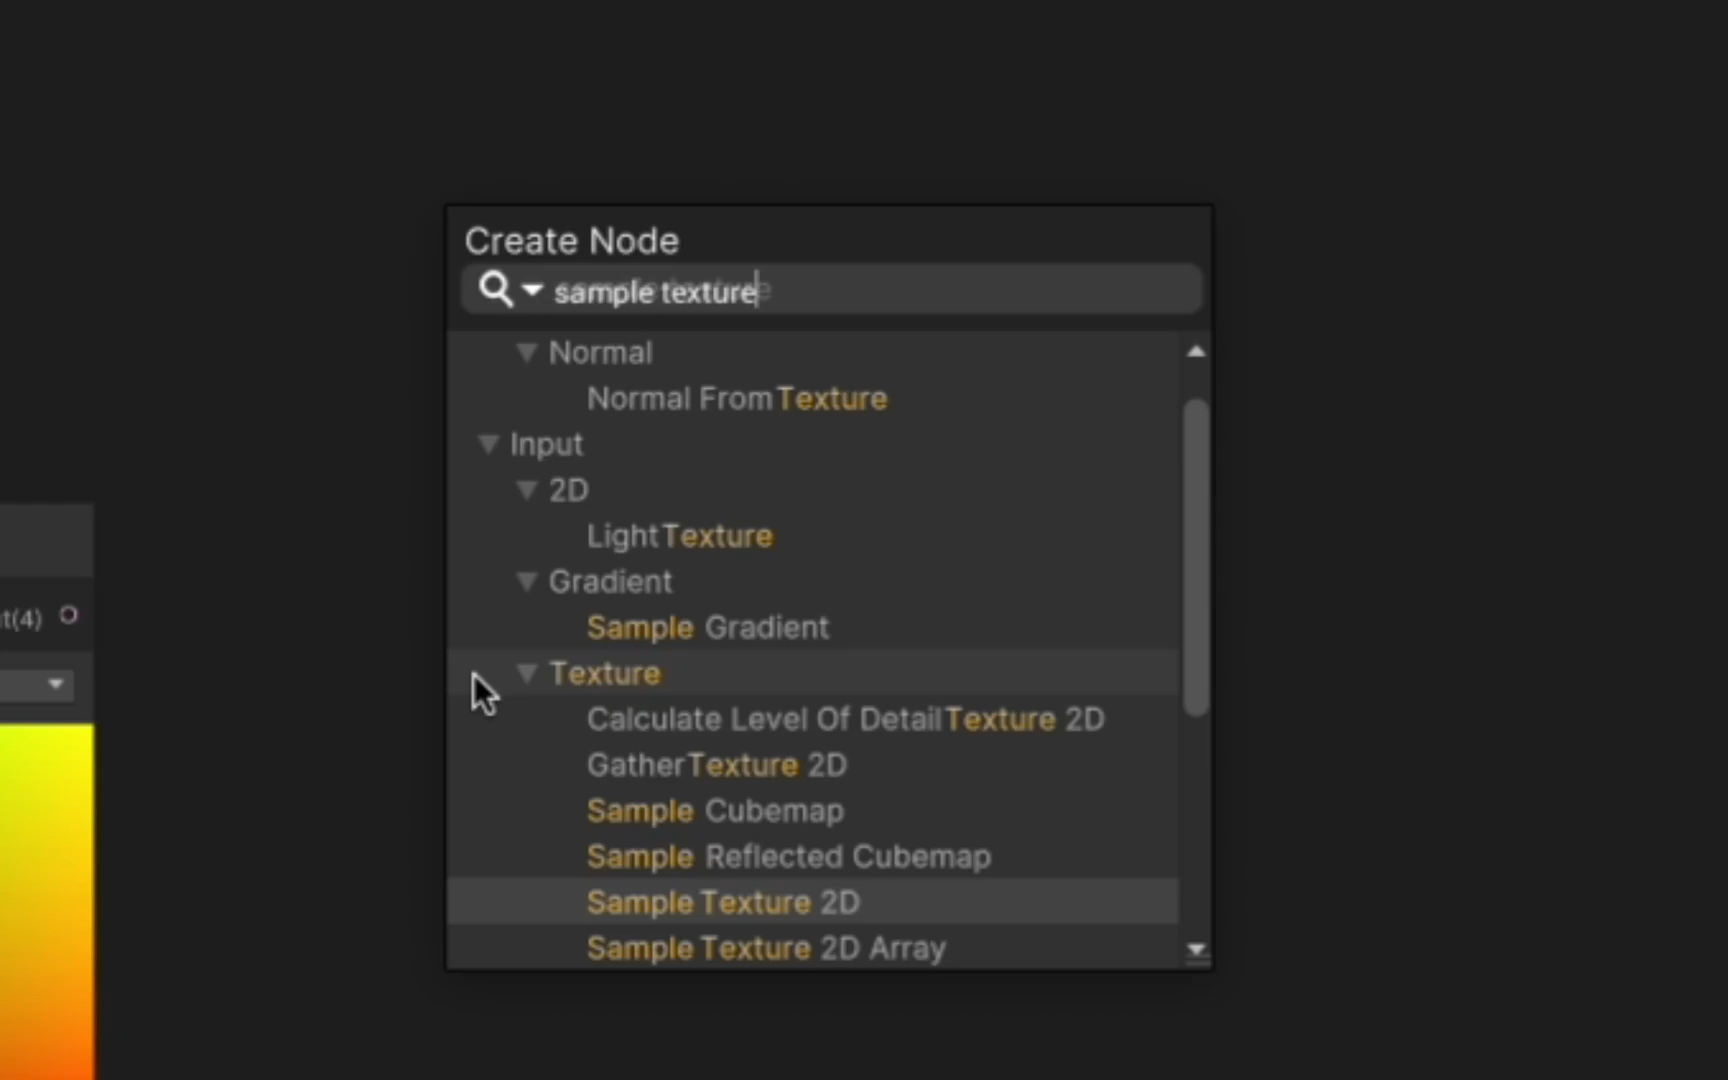 Create Node
sample texture
Normal
Normal From Texture
Input
2D
Light Texture
Gradient
Sample Gradient
t(4)
Texture
Calculate Level Of Detail Texture 2D
Gather Texture 2D
Sample Cubemap
Sample Reflected Cubemap
Sample Texture 2D
Sample Texture 2D Array